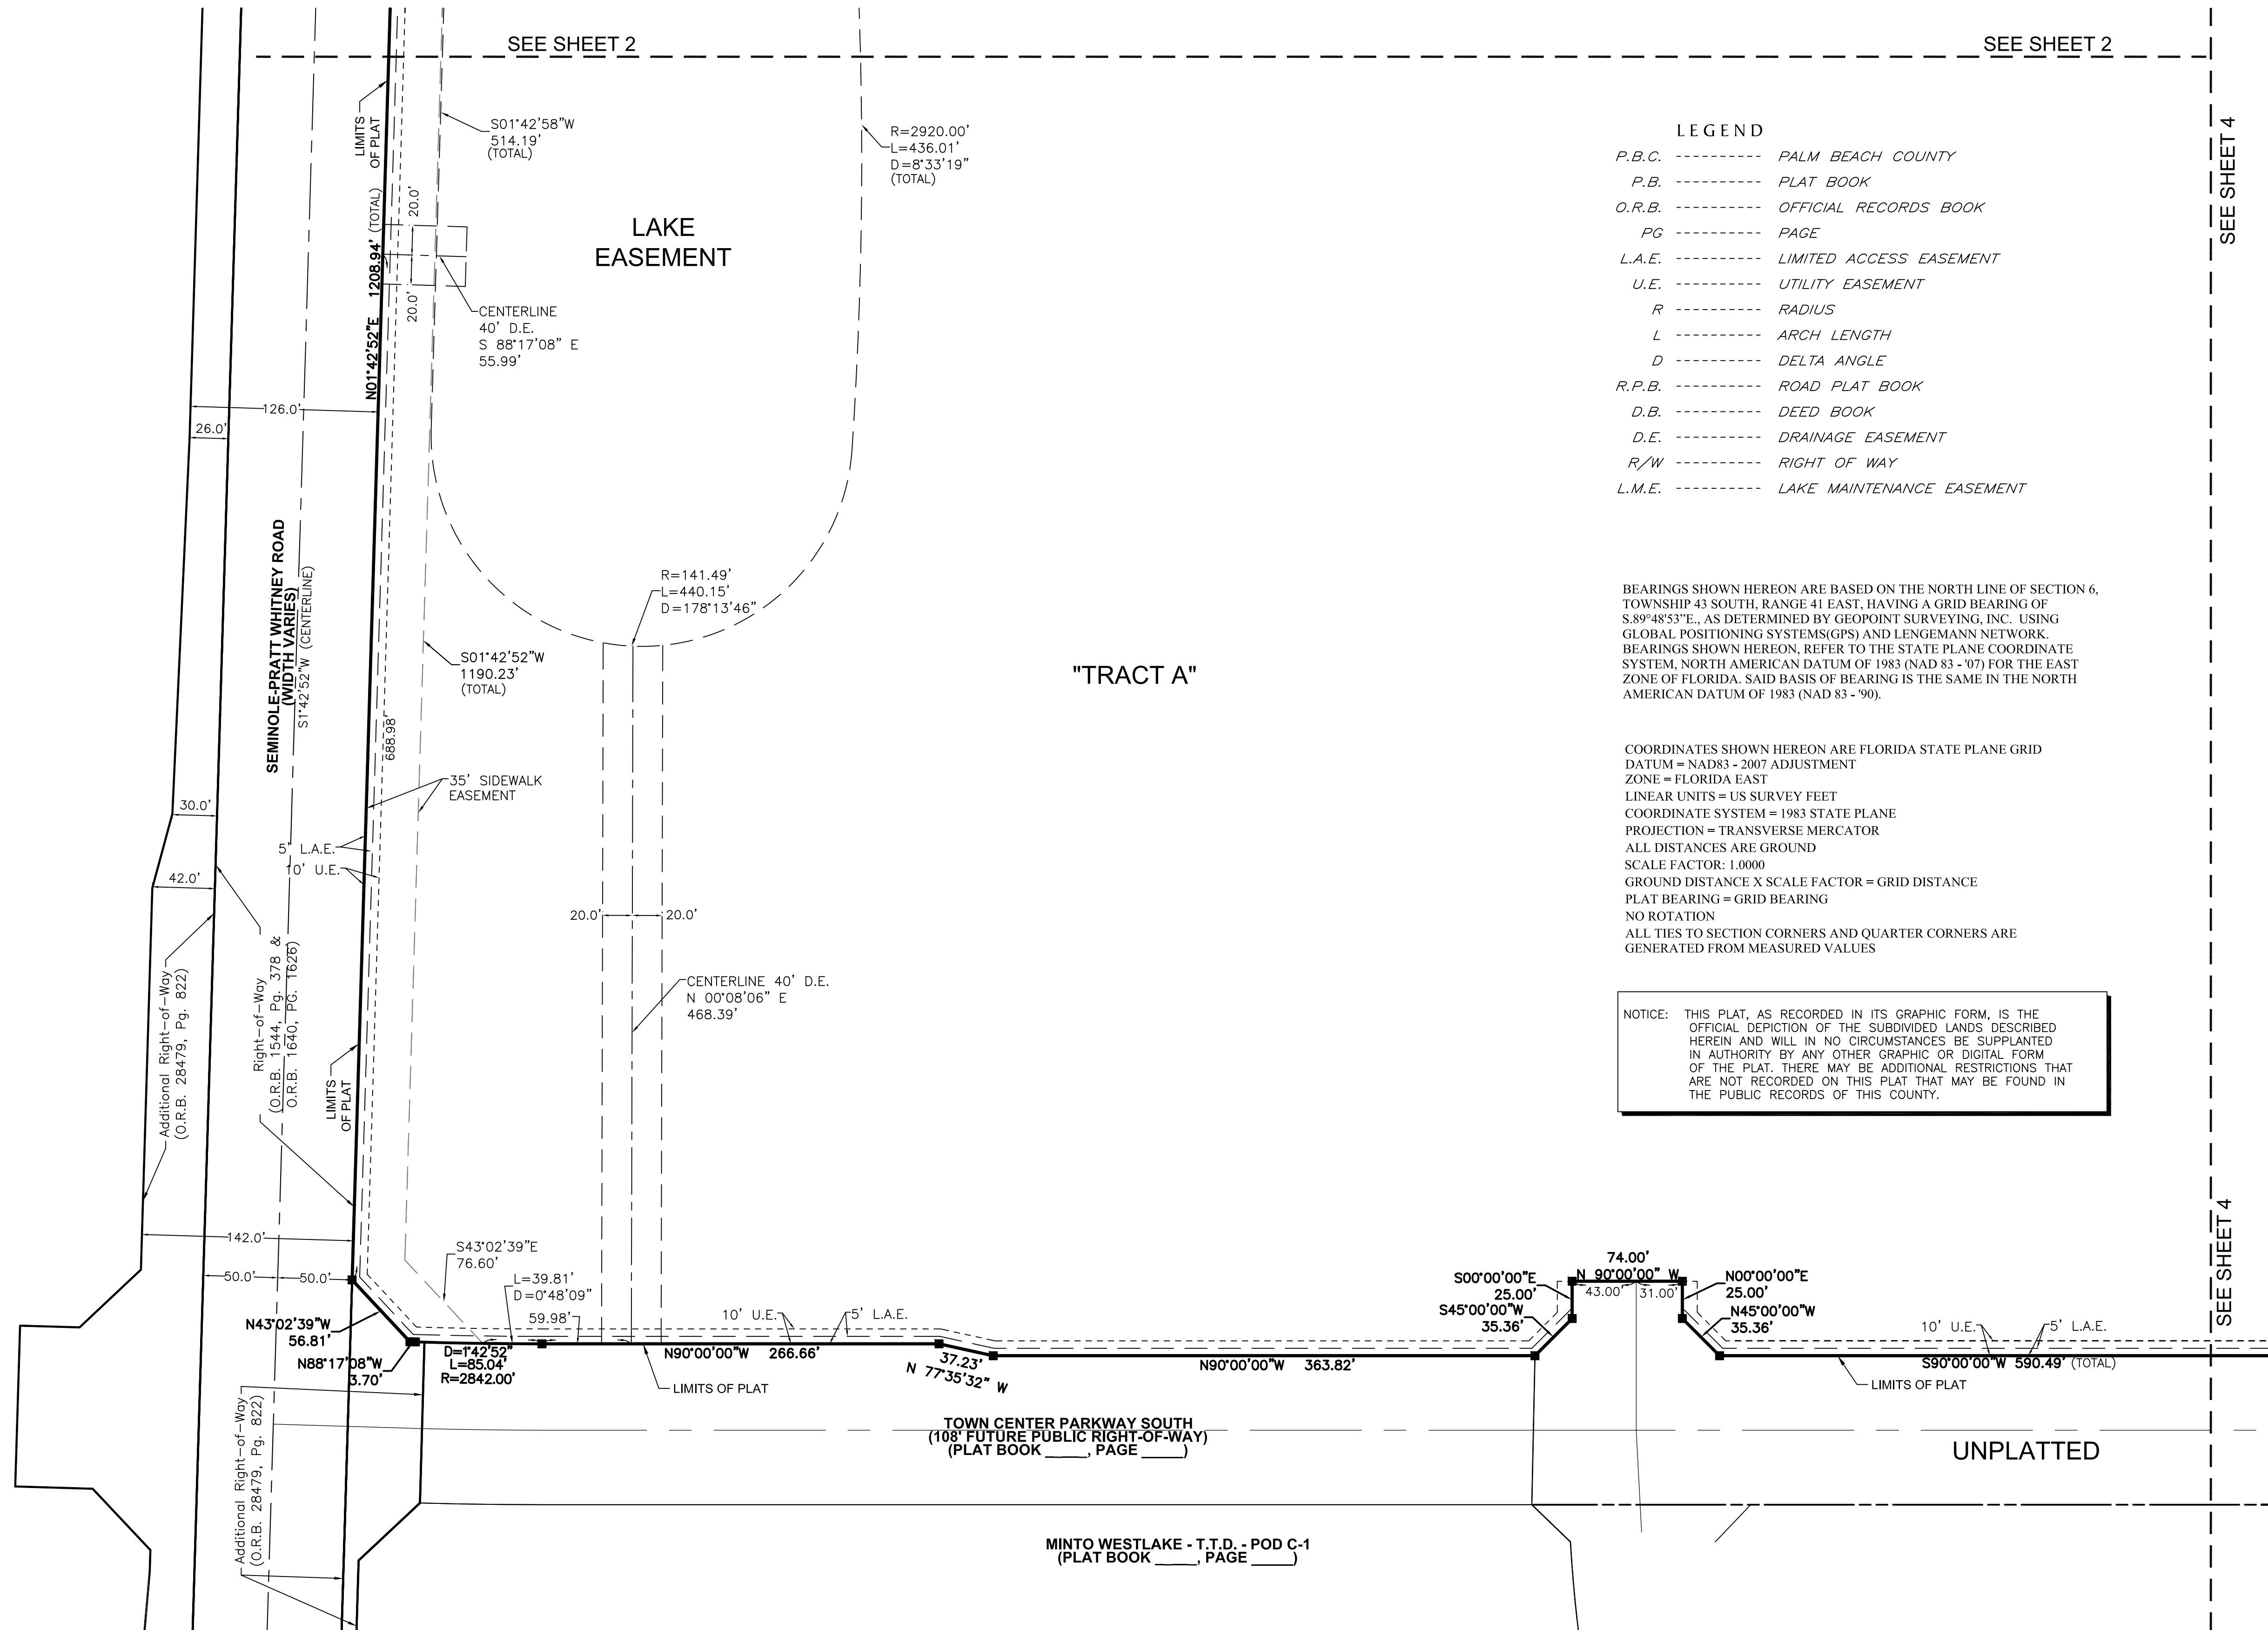 SEE SHEET 2
SEE SHEET 2
SEE SHEET 4
LIMITS
OF PLAT
S01°42'58"W
514.19'
(TOTAL)
R=2920.00'
L=436.01'
D=8°33'19"
(TOTAL)
N01°42'52"E 1208.94' (TOTAL)
20.0'
20.0'
LAKE
EASEMENT
CENTERLINE
40' D.E.
S 88°17'08" E
55.99'
126.0'
26.0'
LEGEND
P.B.C. ---------- PALM BEACH COUNTY
P.B. ---------- PLAT BOOK
O.R.B. ---------- OFFICIAL RECORDS BOOK
PG ---------- PAGE
L.A.E. ---------- LIMITED ACCESS EASEMENT
U.E. ---------- UTILITY EASEMENT
R ---------- RADIUS
L ---------- ARCH LENGTH
D ---------- DELTA ANGLE
R.P.B. ---------- ROAD PLAT BOOK
D.B. ---------- DEED BOOK
D.E. ---------- DRAINAGE EASEMENT
R/W ---------- RIGHT OF WAY
L.M.E. ---------- LAKE MAINTENANCE EASEMENT
SEMINOLE-PRATT WHITNEY ROAD
(WIDTH VARIES)
S1°42'52"W (CENTERLINE)
R=141.49'
L=440.15'
D=178°13'46"
S01°42'52"W
1190.23'
(TOTAL)
688.98'
"TRACT A"
BEARINGS SHOWN HEREON ARE BASED ON THE NORTH LINE OF SECTION 6,
TOWNSHIP 43 SOUTH, RANGE 41 EAST, HAVING A GRID BEARING OF
S.89°48'53"E., AS DETERMINED BY GEOPOINT SURVEYING, INC. USING
GLOBAL POSITIONING SYSTEMS(GPS) AND LENGEMANN NETWORK.
BEARINGS SHOWN HEREON, REFER TO THE STATE PLANE COORDINATE
SYSTEM, NORTH AMERICAN DATUM OF 1983 (NAD 83 - '07) FOR THE EAST
ZONE OF FLORIDA. SAID BASIS OF BEARING IS THE SAME IN THE NORTH
AMERICAN DATUM OF 1983 (NAD 83 - '90).
COORDINATES SHOWN HEREON ARE FLORIDA STATE PLANE GRID
DATUM = NAD83 - 2007 ADJUSTMENT
ZONE = FLORIDA EAST
LINEAR UNITS = US SURVEY FEET
COORDINATE SYSTEM = 1983 STATE PLANE
PROJECTION = TRANSVERSE MERCATOR
ALL DISTANCES ARE GROUND
SCALE FACTOR: 1.0000
GROUND DISTANCE X SCALE FACTOR = GRID DISTANCE
PLAT BEARING = GRID BEARING
NO ROTATION
ALL TIES TO SECTION CORNERS AND QUARTER CORNERS ARE
GENERATED FROM MEASURED VALUES
35' SIDEWALK
EASEMENT
30.0'
5' L.A.E.
10' U.E.
42.0'
20.0'
20.0'
Additional Right-of-Way
(O.R.B. 28479, Pg. 822)
Right-of-Way
(O.R.B. 1544, Pg. 378 &
O.R.B. 1640, PG. 1626)
LIMITS
OF PLAT
CENTERLINE 40' D.E.
N 00°08'06" E
468.39'
NOTICE: THIS PLAT, AS RECORDED IN ITS GRAPHIC FORM, IS THE
OFFICIAL DEPICTION OF THE SUBDIVIDED LANDS DESCRIBED
HEREIN AND WILL IN NO CIRCUMSTANCES BE SUPPLANTED
IN AUTHORITY BY ANY OTHER GRAPHIC OR DIGITAL FORM
OF THE PLAT. THERE MAY BE ADDITIONAL RESTRICTIONS THAT
ARE NOT RECORDED ON THIS PLAT THAT MAY BE FOUND IN
THE PUBLIC RECORDS OF THIS COUNTY.
142.0'
50.0'
50.0'
S43°02'39"E
76.60'
L=39.81'
D=0°48'09"
59.98'
10' U.E.
5' L.A.E.
N43°02'39"W
56.81'
N88°17'08"W
3.70'
D=1°42'52"
L=85.04'
R=2842.00'
N90°00'00"W 266.66'
LIMITS OF PLAT
37.23'
N 77°35'32" W
N90°00'00"W 363.82'
S00°00'00"E
25.00'
S45°00'00"W
35.36'
74.00'
N 90°00'00" W
43.00'
31.00'
N00°00'00"E
25.00'
N45°00'00"W
35.36'
10' U.E.
5' L.A.E.
S90°00'00"W 590.49' (TOTAL)
LIMITS OF PLAT
SEE SHEET 4
Additional Right-of-Way
(O.R.B. 28479, Pg. 822)
TOWN CENTER PARKWAY SOUTH
(108' FUTURE PUBLIC RIGHT-OF-WAY)
(PLAT BOOK _____, PAGE _____)
UNPLATTED
MINTO WESTLAKE - T.T.D. - POD C-1
(PLAT BOOK _____, PAGE _____)